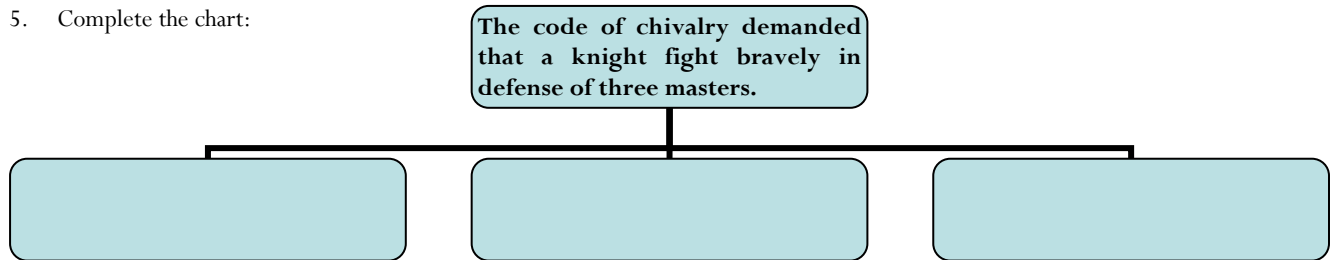 5. Complete the chart:
The code of chivalry demanded
that a knight fight bravely in
defense of three masters.